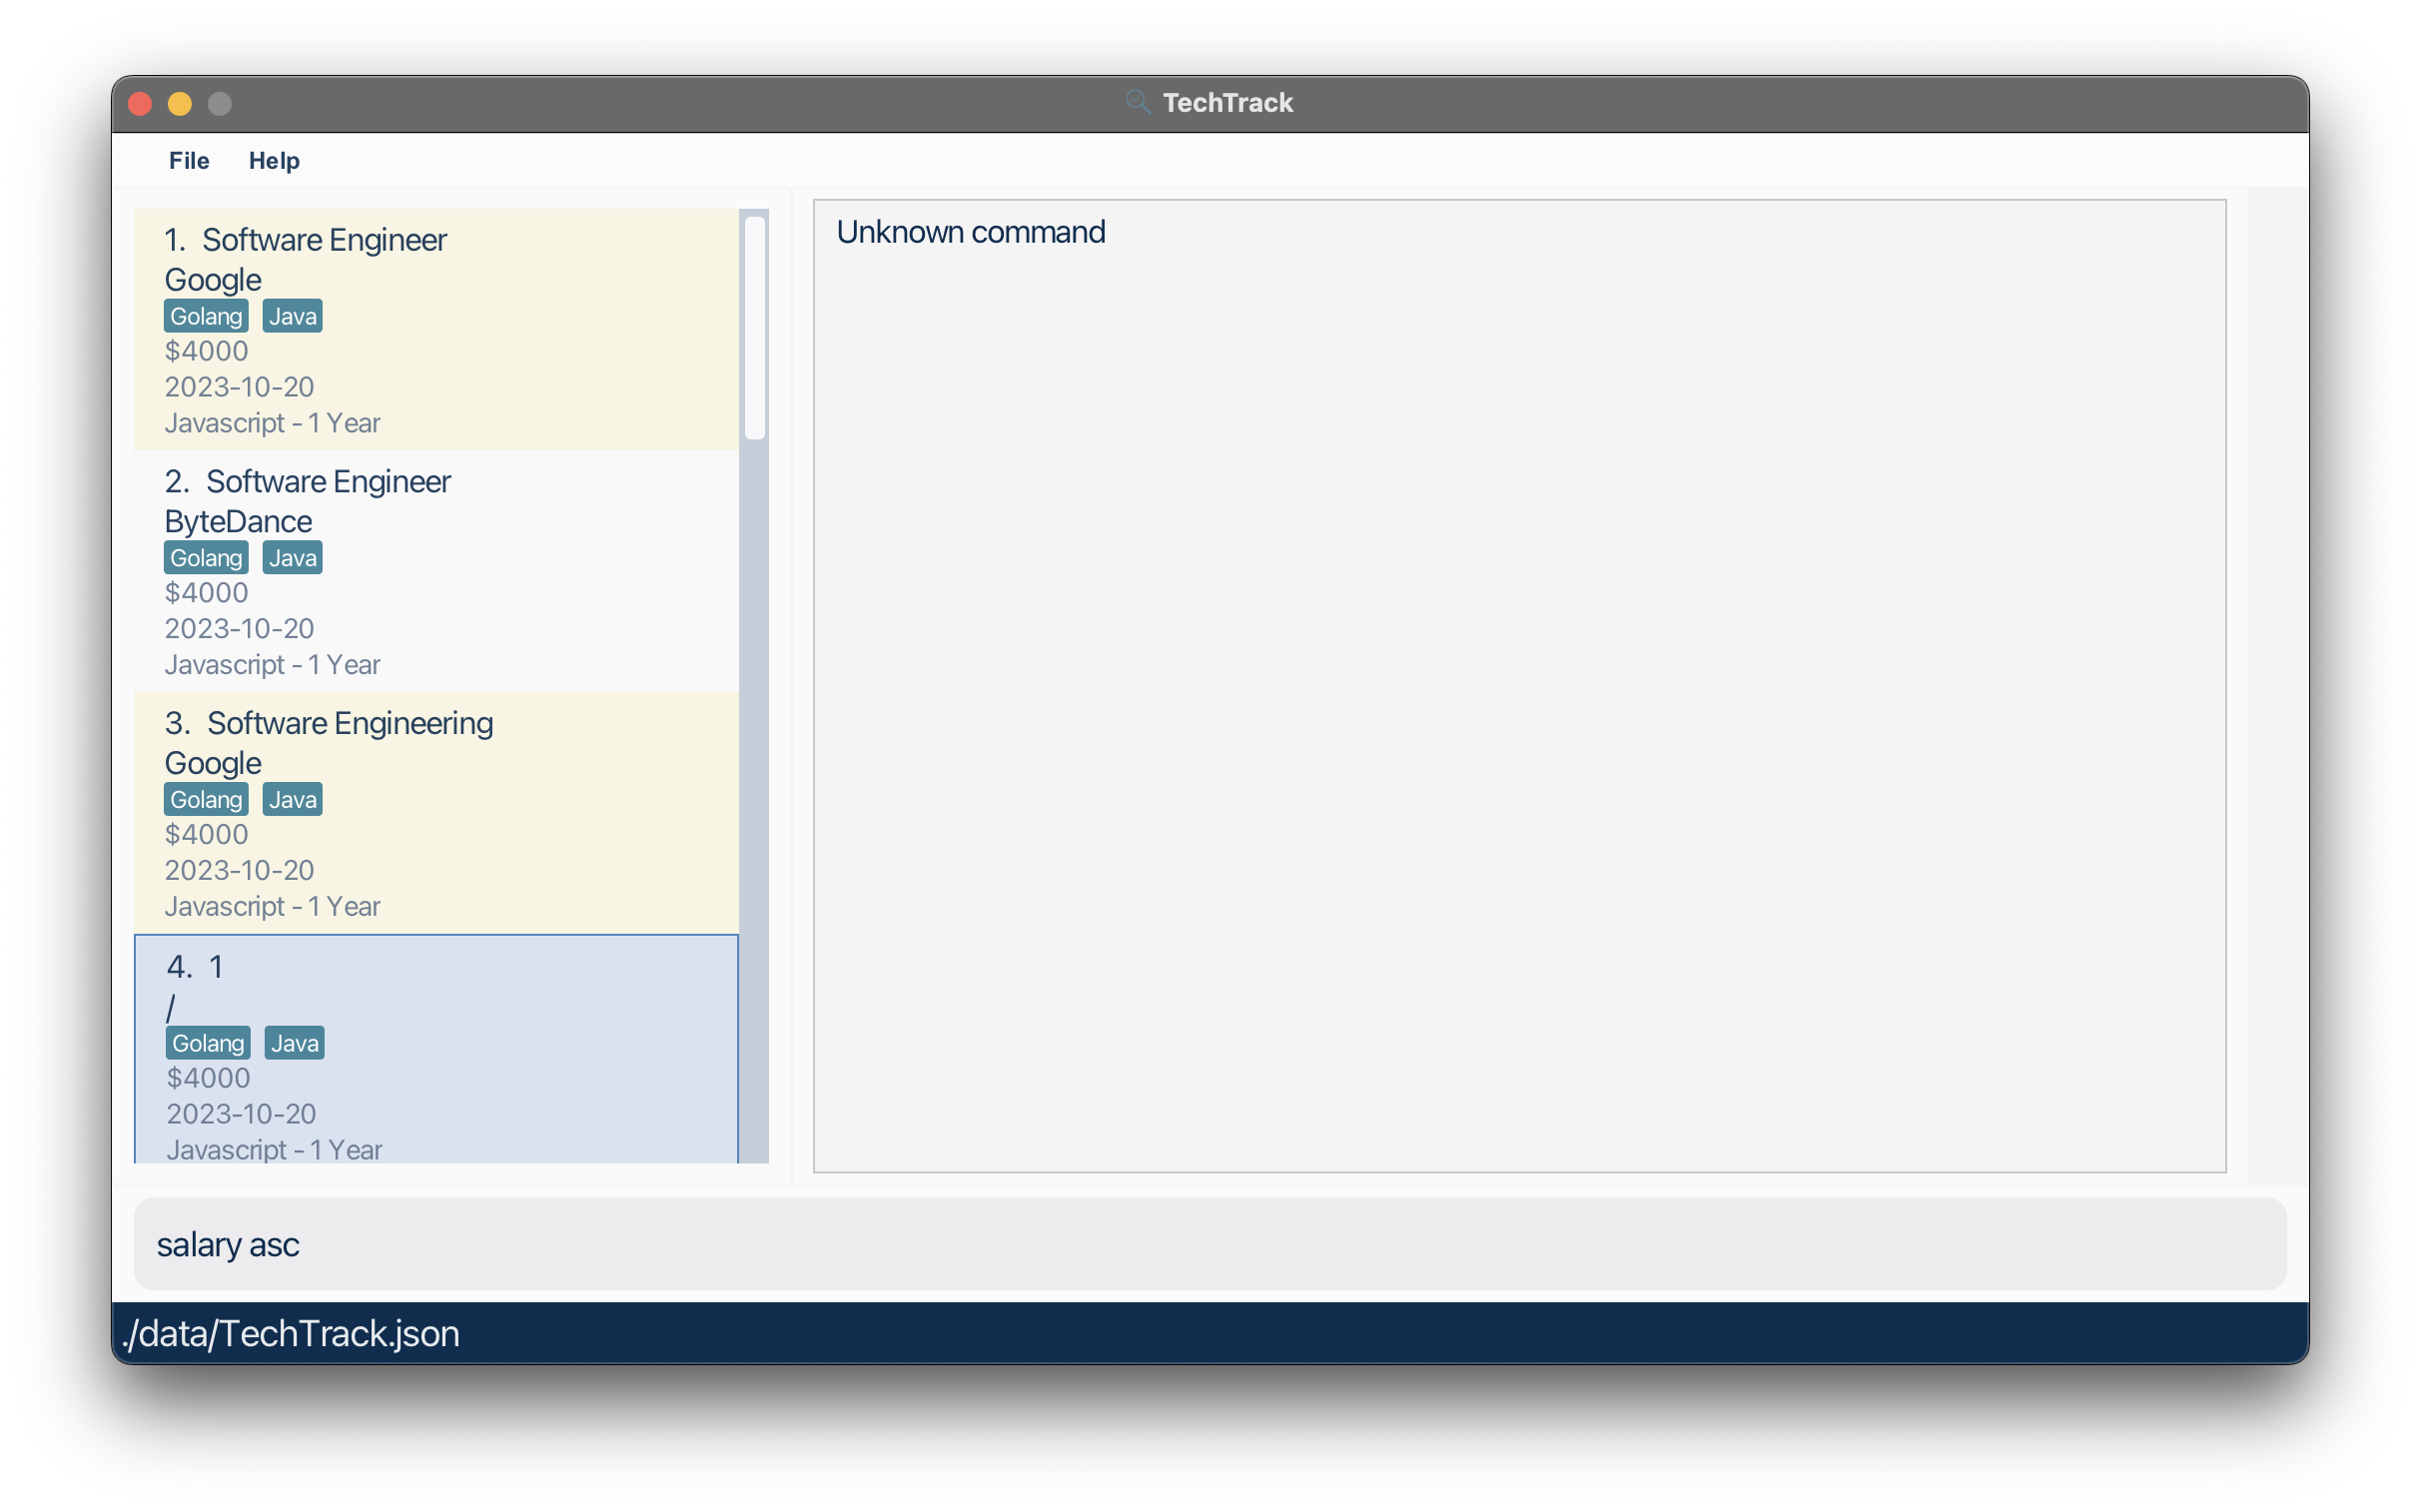 TechTrack
File Help
1. Software Engineer
Google
Golang Java
$4000
2023-10-20
Javascript - 1 Year
2. Software Engineer
ByteDance
Golang Java
$4000
2023-10-20
Javascript - 1 Year
3. Software Engineering
Google
Golang Java
$4000
2023-10-20
Javascript - 1 Year
4. 1
/
Golang Java
$4000
2023-10-20
Javascript - 1 Year
Unknown command
salary asc
./data/TechTrack.json